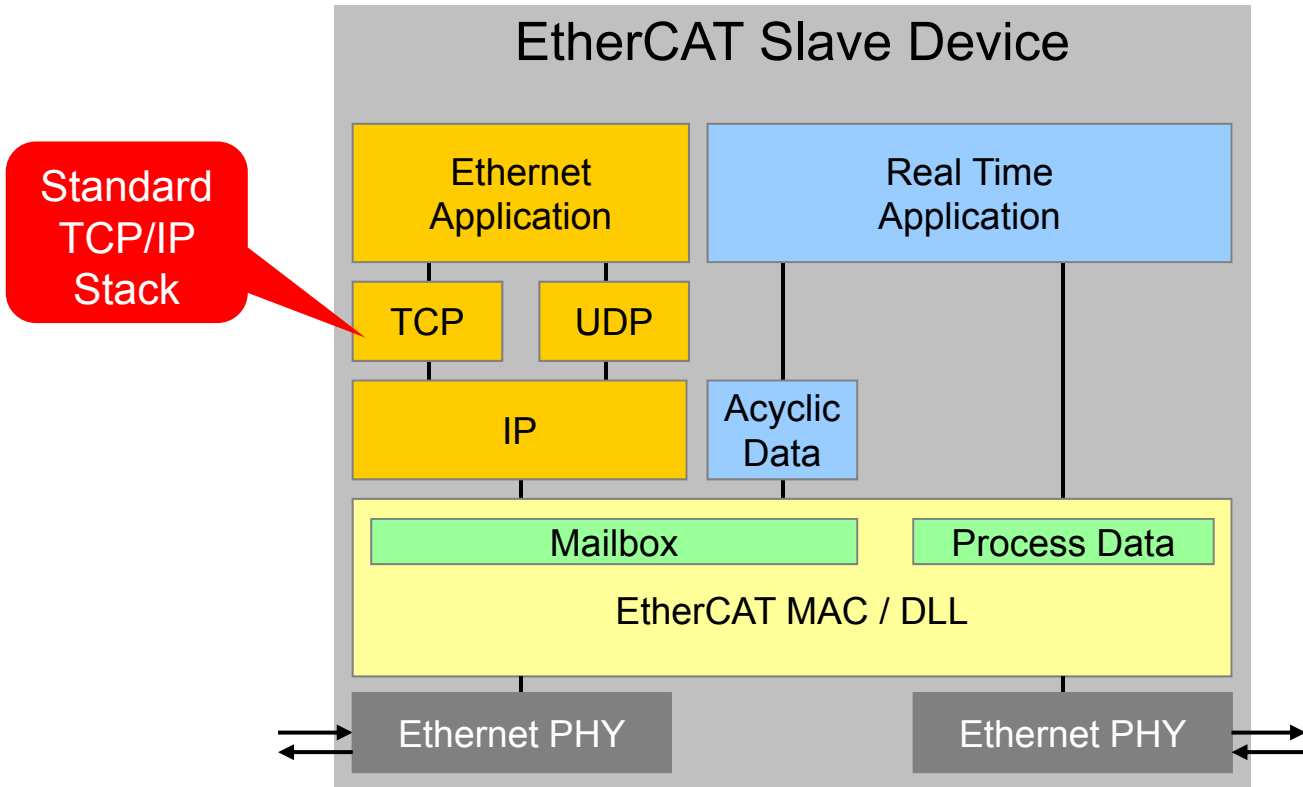 EtherCAT Slave Device
Standard
TCP/IP
Stack
Ethernet
Application
Real Time
Application
TCP
UDP
IP
Acyclic
Data
Mailbox
Process Data
EtherCAT MAC / DLL
Ethernet PHY
Ethernet PHY